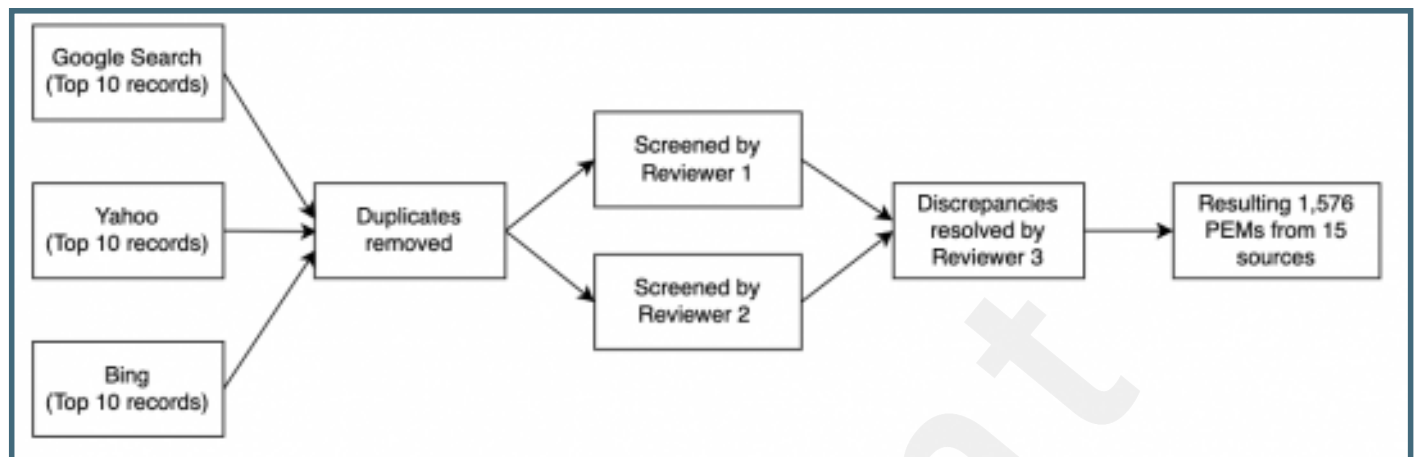 Google Search
(Top 10 records)
Yahoo
(Top 10 records)
Bing
(Top 10 records)
Duplicates
removed
Screened by
Reviewer 1
Screened by
Reviewer 2
Discrepancies
resolved by
Reviewer 3
Resulting 1,576
PEMs from 15
sources